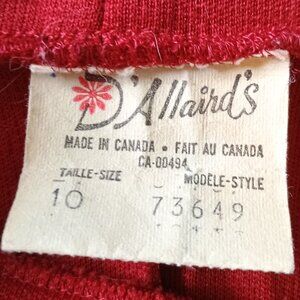 D'Allaird's
MADE IN CANADA • FAIT AU CANADA
CA-00494
TAILLE-SIZE MODÈLE-STYLE
10 73649